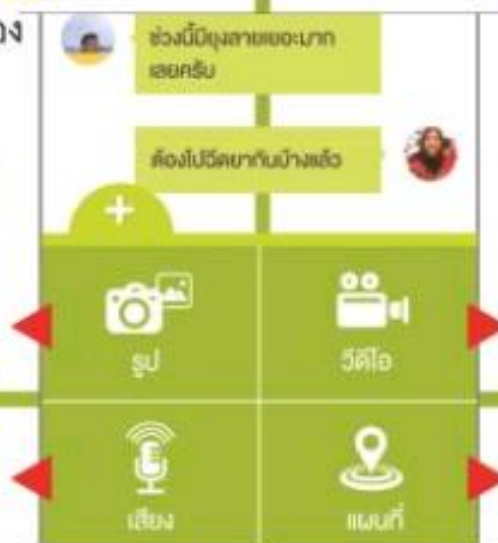 ช่วงนี้มียุงลายเยอะมาก
เลยครับ
ต้องไปฉีดยากันบ้างแล้ว
+
รูป
วีดีโอ
เสียง
แผนที่